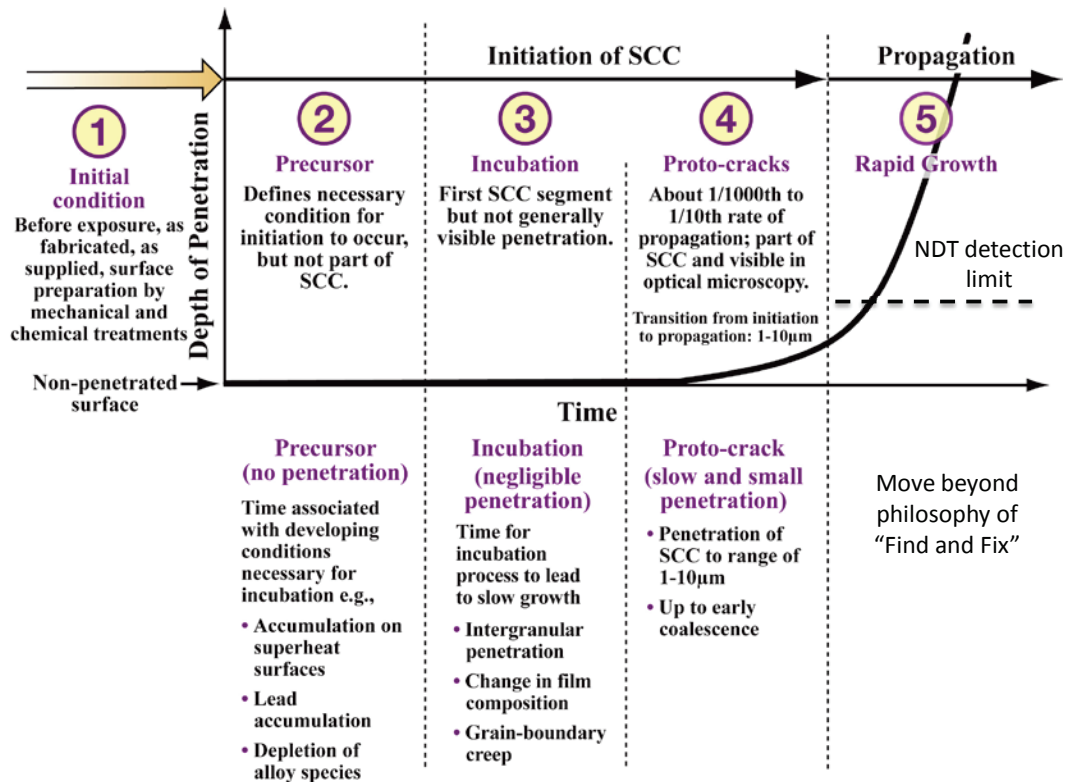 Initiation of SCC
Propagation
Depth of Penetration
1
Initial
condition
Before exposure, as
fabricated, as
supplied, surface
preparation by
mechanical and
chemical treatments
Non-penetrated
surface
2
Precursor
Defines necessary
condition for
initiation to occur,
but not part of
SCC.
3
Incubation
First SCC segment
but not generally
visible penetration.
4
Proto-cracks
About 1/1000th to
1/10th rate of
propagation; part of
SCC and visible in
optical microscopy.
Transition from initiation
to propagation: 1-10µm
5
Rapid Growth
NDT detection
limit
Time
Precursor
(no penetration)
Time associated
with developing
conditions
necessary for
incubation e.g.,
• Accumulation on
superheat
surfaces
• Lead
accumulation
• Depletion of
alloy species
Incubation
(negligible
penetration)
Time for
incubation
process to lead
to slow growth
• Intergranular
penetration
• Change in film
composition
• Grain-boundary
creep
Proto-crack
(slow and small
penetration)
• Penetration of
SCC to range of
1-10µm
• Up to early
coalescence
Move beyond
philosophy of
“Find and Fix”